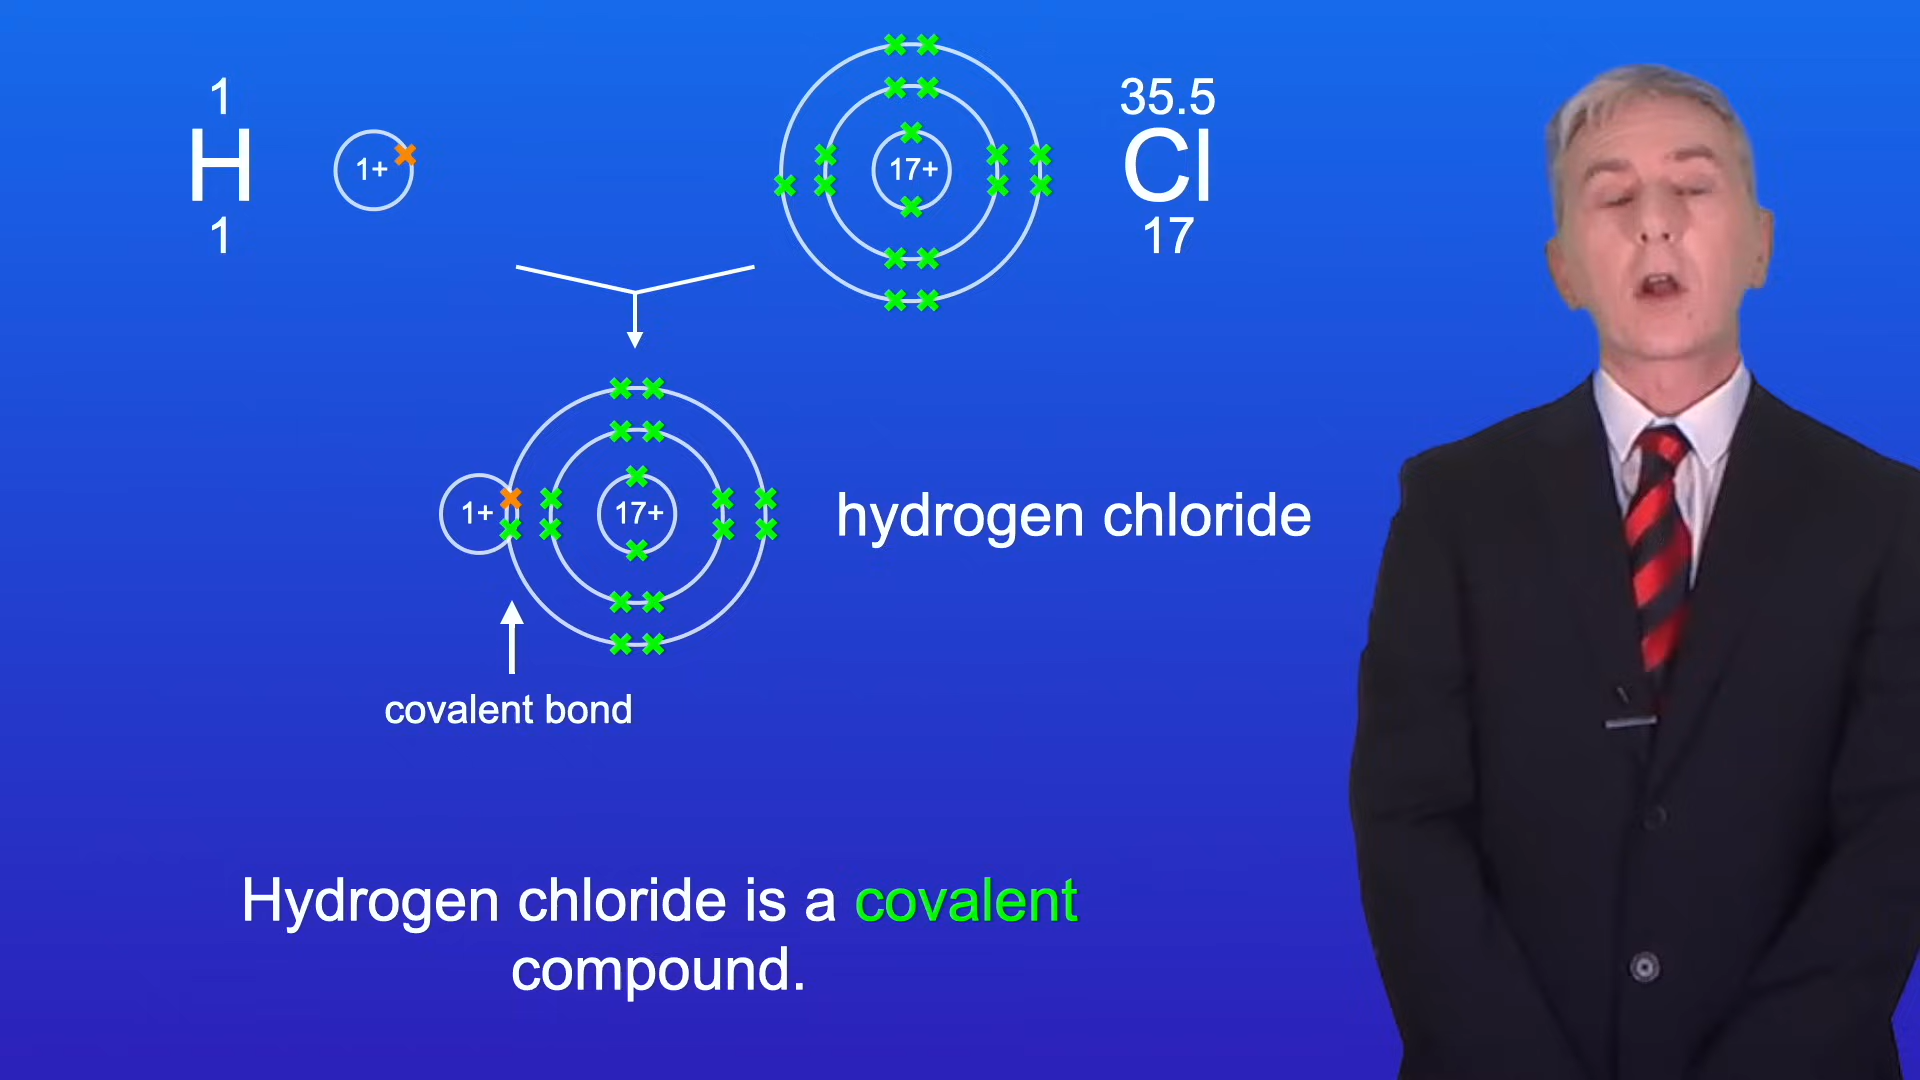 1
H
1
1+
17+
35.5
Cl
17
1+
17+
hydrogen chloride
covalent bond
Hydrogen chloride is a covalent
compound.